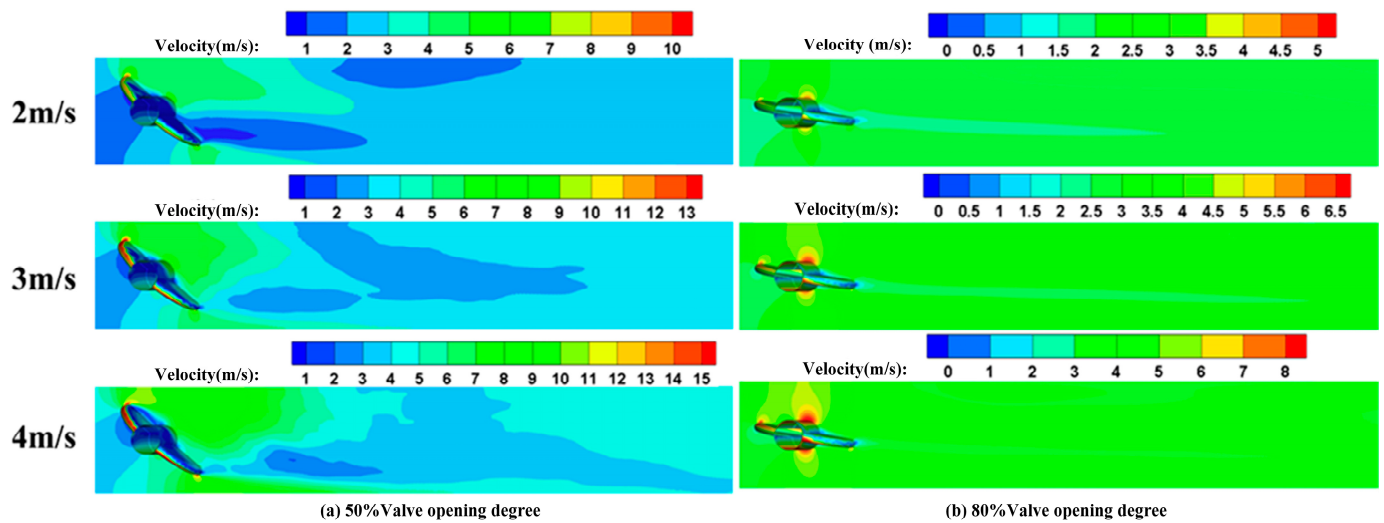 Velocity(m/s):
1 2 3 4 5 6 7 8 9 10
Velocity (m/s):
0 0.5 1 1.5 2 2.5 3 3.5 4 4.5 5
2m/s
Velocity(m/s):
1 2 3 4 5 6 7 8 9 10 11 12 13
Velocity(m/s):
0 0.5 1 1.5 2 2.5 3 3.5 4 4.5 5 5.5 6 6.5
3m/s
Velocity(m/s):
1 2 3 4 5 6 7 8 9 10 11 12 13 14 15
Velocity(m/s):
0 1 2 3 4 5 6 7 8
4m/s
(a) 50%Valve opening degree
(b) 80%Valve opening degree